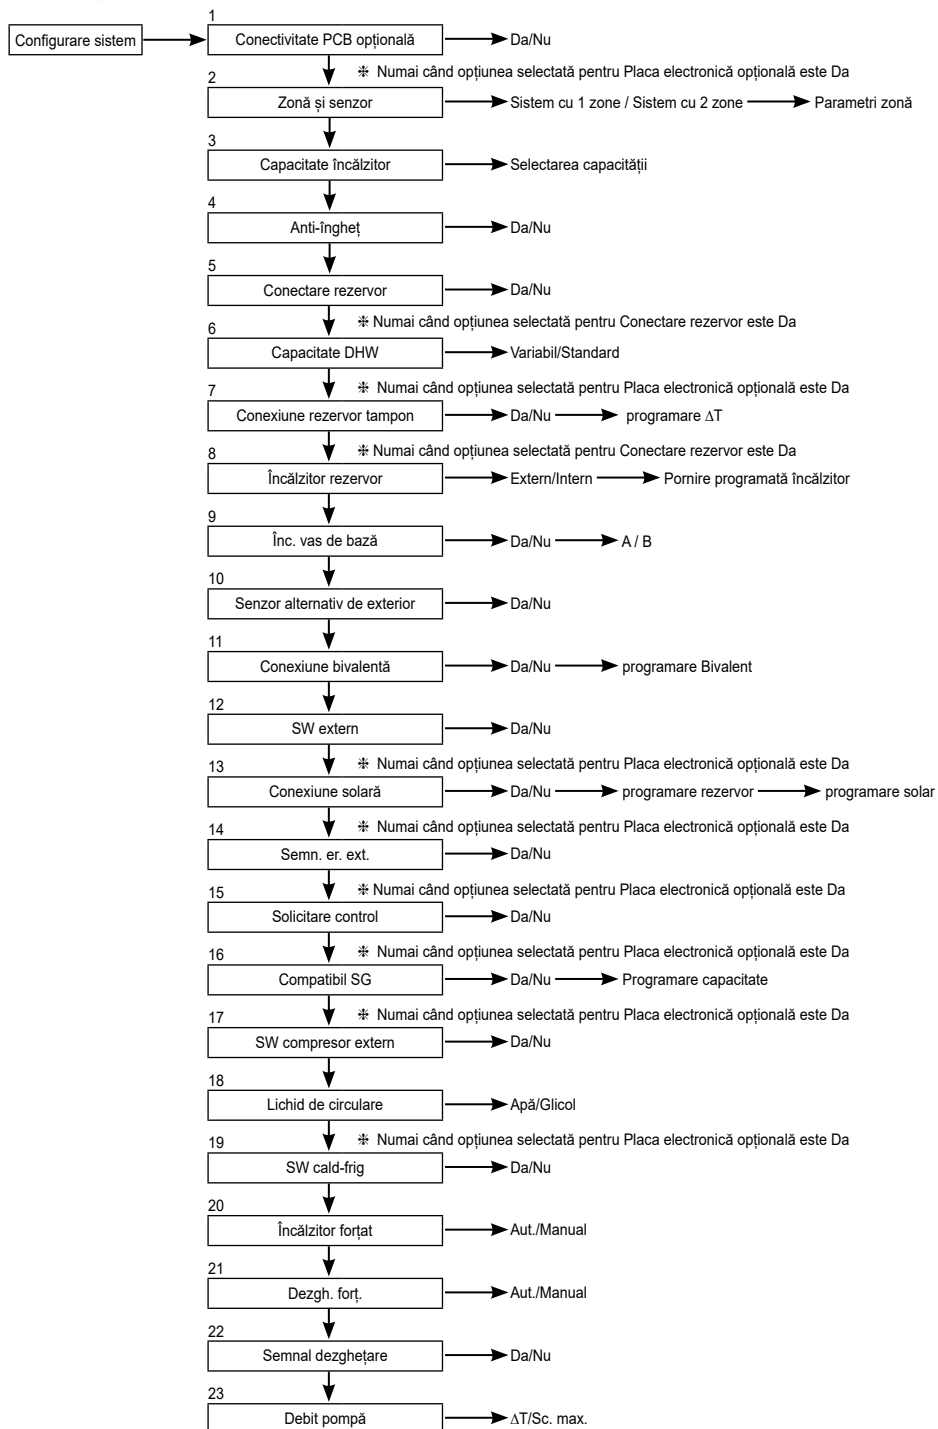 1
Configurare sistem
Conectivitate PCB opțională
Da/Nu
❉ Numai când opțiunea selectată pentru Placa electronică opțională este Da
2
Zonă și senzor
Sistem cu 1 zone / Sistem cu 2 zone
Parametri zonă
3
Capacitate încălzitor
Selectarea capacității
4
Anti-îngheț
Da/Nu
5
Conectare rezervor
Da/Nu
❉ Numai când opțiunea selectată pentru Conectare rezervor este Da
6
Capacitate DHW
Variabil/Standard
❉ Numai când opțiunea selectată pentru Placa electronică opțională este Da
7
Conexiune rezervor tampon
Da/Nu
programare ΔT
❉ Numai când opțiunea selectată pentru Conectare rezervor este Da
8
Încălzitor rezervor
Extern/Intern
Pornire programată încălzitor
9
Înc. vas de bază
Da/Nu
A / B
10
Senzor alternativ de exterior
Da/Nu
11
Conexiune bivalentă
Da/Nu
programare Bivalent
12
SW extern
Da/Nu
❉ Numai când opțiunea selectată pentru Placa electronică opțională este Da
13
Conexiune solară
Da/Nu
programare rezervor
programare solar
❉ Numai când opțiunea selectată pentru Placa electronică opțională este Da
14
Semn. er. ext.
Da/Nu
❉ Numai când opțiunea selectată pentru Placa electronică opțională este Da
15
Solicitare control
Da/Nu
❉ Numai când opțiunea selectată pentru Placa electronică opțională este Da
16
Compatibil SG
Da/Nu
Programare capacitate
❉ Numai când opțiunea selectată pentru Placa electronică opțională este Da
17
SW compresor extern
Da/Nu
18
Lichid de circulare
Apă/Glicol
❉ Numai când opțiunea selectată pentru Placa electronică opțională este Da
19
SW cald-frig
Da/Nu
20
Încălzitor forțat
Aut./Manual
21
Dezgh. forț.
Aut./Manual
22
Semnal dezghețare
Da/Nu
23
Debit pompă
ΔT/Sc. max.